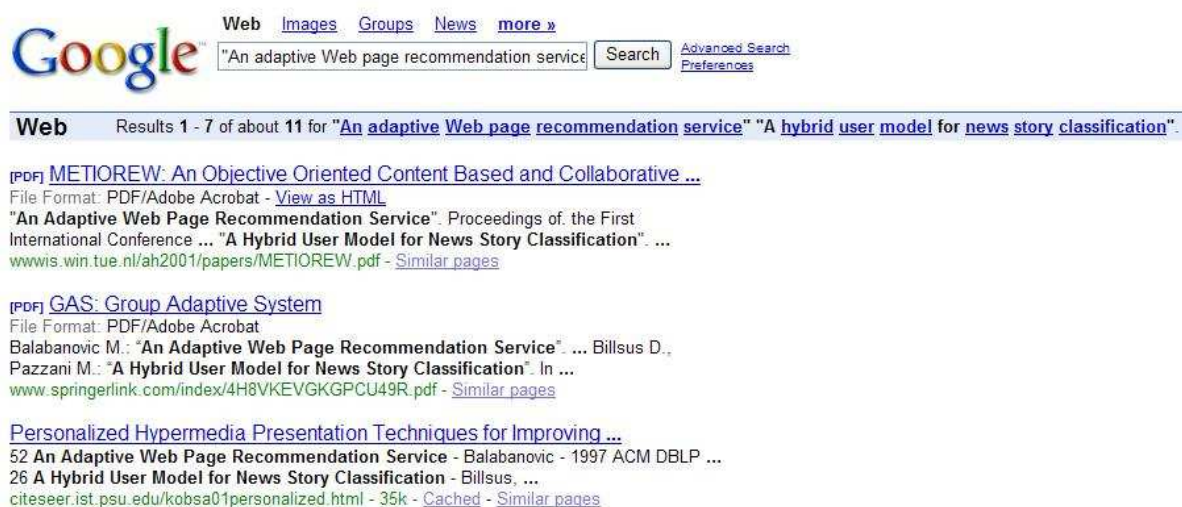 Google™
Web Images Groups News more »
"An adaptive Web page recommendation service
Search
Advanced Search
Preferences
Web Results 1 - 7 of about 11 for "An adaptive Web page recommendation service" "A hybrid user model for news story classification".
[PDF] METIOREW: An Objective Oriented Content Based and Collaborative ...
File Format: PDF/Adobe Acrobat - View as HTML
"An Adaptive Web Page Recommendation Service". Proceedings of. the First
International Conference ... "A Hybrid User Model for News Story Classification". ...
wwwis.win.tue.nl/ah2001/papers/METIOREW.pdf - Similar pages
[PDF] GAS: Group Adaptive System
File Format: PDF/Adobe Acrobat
Balabanovic M.: "An Adaptive Web Page Recommendation Service". ... Billsus D.,
Pazzani M.: "A Hybrid User Model for News Story Classification". In ...
www.springerlink.com/index/4H8VKEVGKGPCU49R.pdf - Similar pages
Personalized Hypermedia Presentation Techniques for Improving ...
52 An Adaptive Web Page Recommendation Service - Balabanovic - 1997 ACM DBLP ...
26 A Hybrid User Model for News Story Classification - Billsus, ...
citeseer.ist.psu.edu/kobsa01personalized.html - 35k - Cached - Similar pages